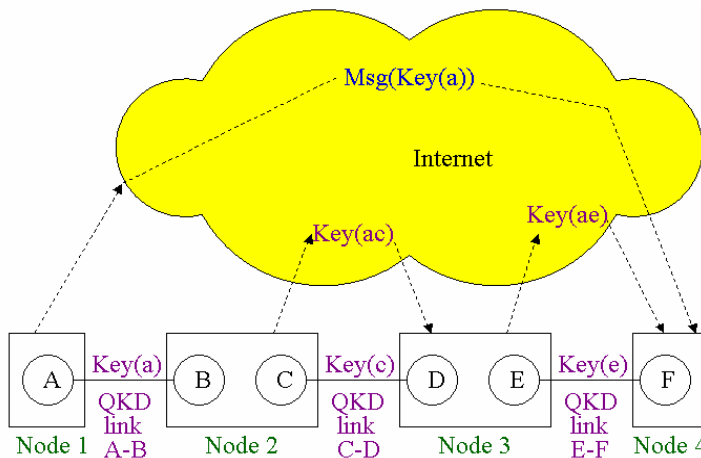 Msg(Key(a))
Internet
Key(ac)
Key(ae)
A
Key(a)
B
C
Key(c)
D
E
Key(e)
F
QKD
link
A-B
QKD
link
C-D
QKD
link
E-F
Node 1
Node 2
Node 3
Node 4